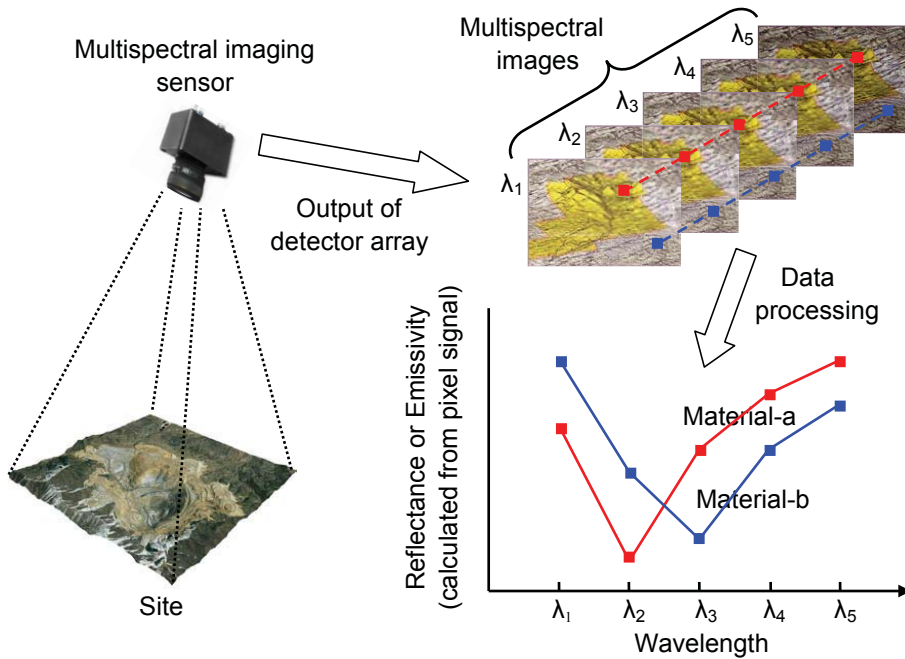 Multispectral imaging
sensor
Multispectral
images
λ5
λ4
λ3
λ2
λ1
Output of
detector array
Data
processing
Site
Reflectance or Emissivity
(calculated from pixel signal)
Material-a
Material-b
λ1 λ2 λ3 λ4 λ5
Wavelength